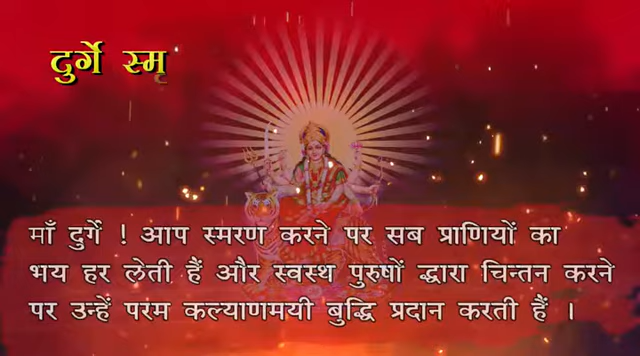 दुर्गे स्मृ
माँ दुर्गे ! आप स्मरण करने पर सब प्राणियों का
भय हर लेती हैं और स्वस्थ पुरुषों द्धारा चिन्तन करने
पर उन्हें परम कल्याणमयी बुद्धि प्रदान करती हैं ।